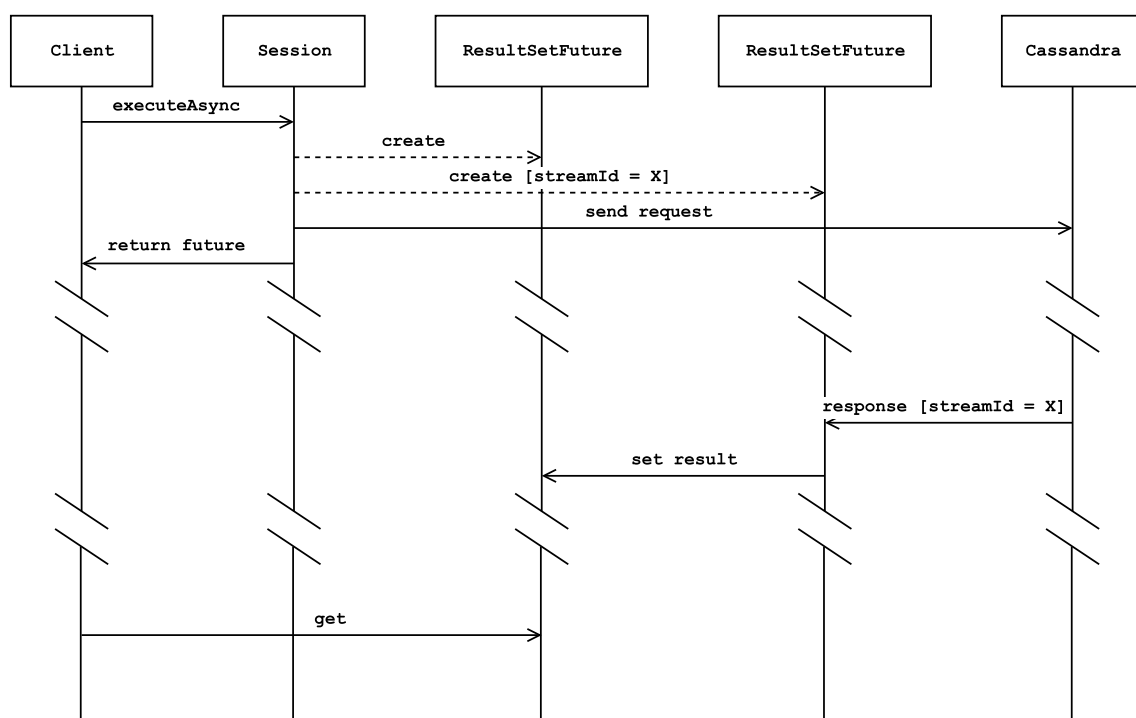 Client
Session
ResultSetFuture
ResultSetFuture
Cassandra
executeAsync
create
create [streamId = X]
send request
return future
response [streamId = X]
set result
get